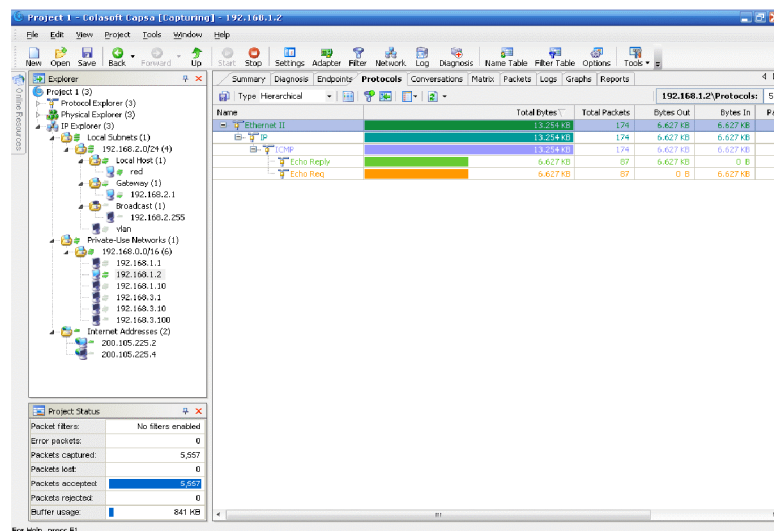 Project 1 - Colasoft Capsa [Capturing] - 192.168.1.2
File Edit View Project Tools Window Help
New Open Save Back Forward Up Start Stop Settings Adapter Filter Network Log Diagnosis Name Table Filter Table Options Tools
Online Resources
Explorer
Project 1 (3)
Protocol Explorer (3)
Physical Explorer (3)
IP Explorer (3)
Local Subnets (1)
192.168.2.0/24 (4)
Local Host (1)
red
Gateway (1)
192.168.2.1
Broadcast (1)
192.168.2.255
vlan
Private-Use Networks (1)
192.168.0.0/16 (6)
192.168.1.1
192.168.1.2
192.168.1.10
192.168.3.1
192.168.3.10
192.168.3.100
Internet Addresses (2)
200.105.225.2
200.105.225.4
Project Status
Packet filters: No filters enabled
Error packets: 0
Packets captured: 5,557
Packets lost: 0
Packets accepted: 5,557
Packets rejected: 0
Buffer usage: 841 KB
Summary Diagnosis Endpoints Protocols Conversations Matrix Packets Logs Graphs Reports
Type Hierarchical 192.168.1.2\Protocols: 5
Name Total Bytes Total Packets Bytes Out Bytes In
Ethernet II 13.254 KB 174 6.627 KB 6.627 KB
IP 13.254 KB 174 6.627 KB 6.627 KB
ICMP 13.254 KB 174 6.627 KB 6.627 KB
Echo Reply 6.627 KB 87 6.627 KB 0 B
Echo Req 6.627 KB 87 0 B 6.627 KB
For Help, press F1